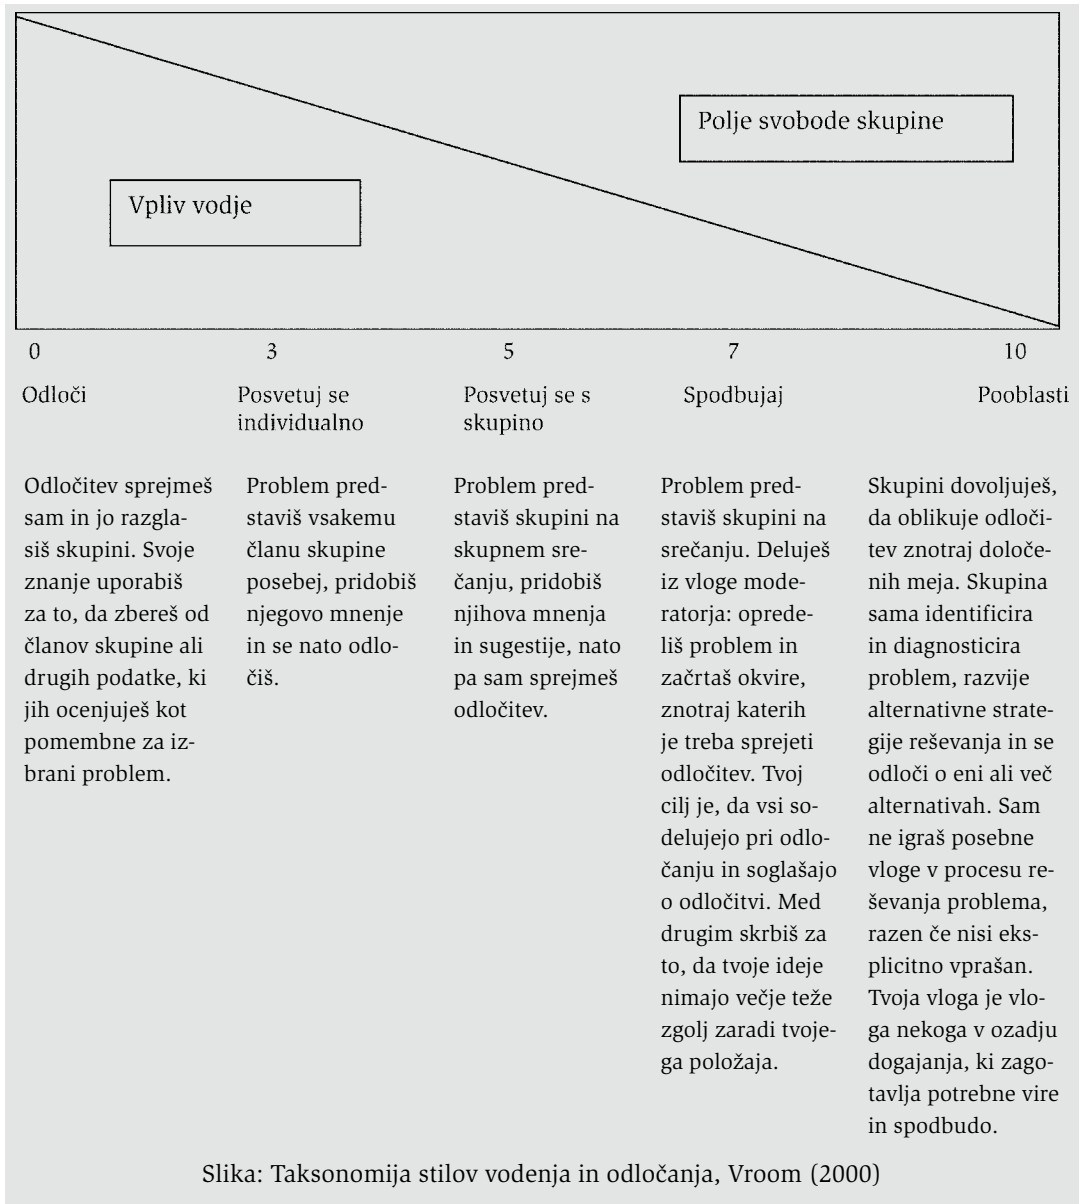 Polje svobode skupine
Vpliv vodje
0 3 5 7 10
Odloči
Posvetuj se
individualno
Posvetuj se s
skupino
Spodbujaj
Pooblasti
Odločitev sprejmeš
sam in jo razgla-
siš skupini. Svoje
znanje uporabiš
za to, da zbereš od
članov skupine ali
drugih podatke, ki
jih ocenjuješ kot
pomembne za iz-
brani problem.
Problem pred-
staviš vsakemu
članu skupine
posebej, pridobiš
njegovo mnenje
in se nato odlo-
čiš.
Problem pred-
staviš skupini na
skupnem sre-
čanju, pridobiš
njihova mnenja
in sugestije, nato
pa sam sprejmeš
odločitev.
Problem pred-
staviš skupini na
srečanju. Deluješ
iz vloge mode-
ratorja: oprede-
liš problem in
začrtaš okvire,
znotraj katerih
je treba sprejeti
odločitev. Tvoj
cilj je, da vsi so-
delujejo pri odlo-
čanju in soglašajo
o odločitvi. Med
drugim skrbiš za
to, da tvoje ideje
nimajo večje teže
zgolj zaradi tvoje-
ga položaja.
Skupini dovoljuješ,
da oblikuje odloči-
tev znotraj določe-
nih meja. Skupina
sama identificira
in diagnosticira
problem, razvije
alternativne strate-
gije reševanja in se
odloči o eni ali več
alternativah. Sam
ne igraš posebne
vloge v procesu re-
ševanja problema,
razen če nisi eks-
plicitno vprašan.
Tvoja vloga je vlo-
ga nekoga v ozadju
dogajanja, ki zago-
tavlja potrebne vire
in spodbudo.
Slika: Taksonomija stilov vodenja in odločanja, Vroom (2000)